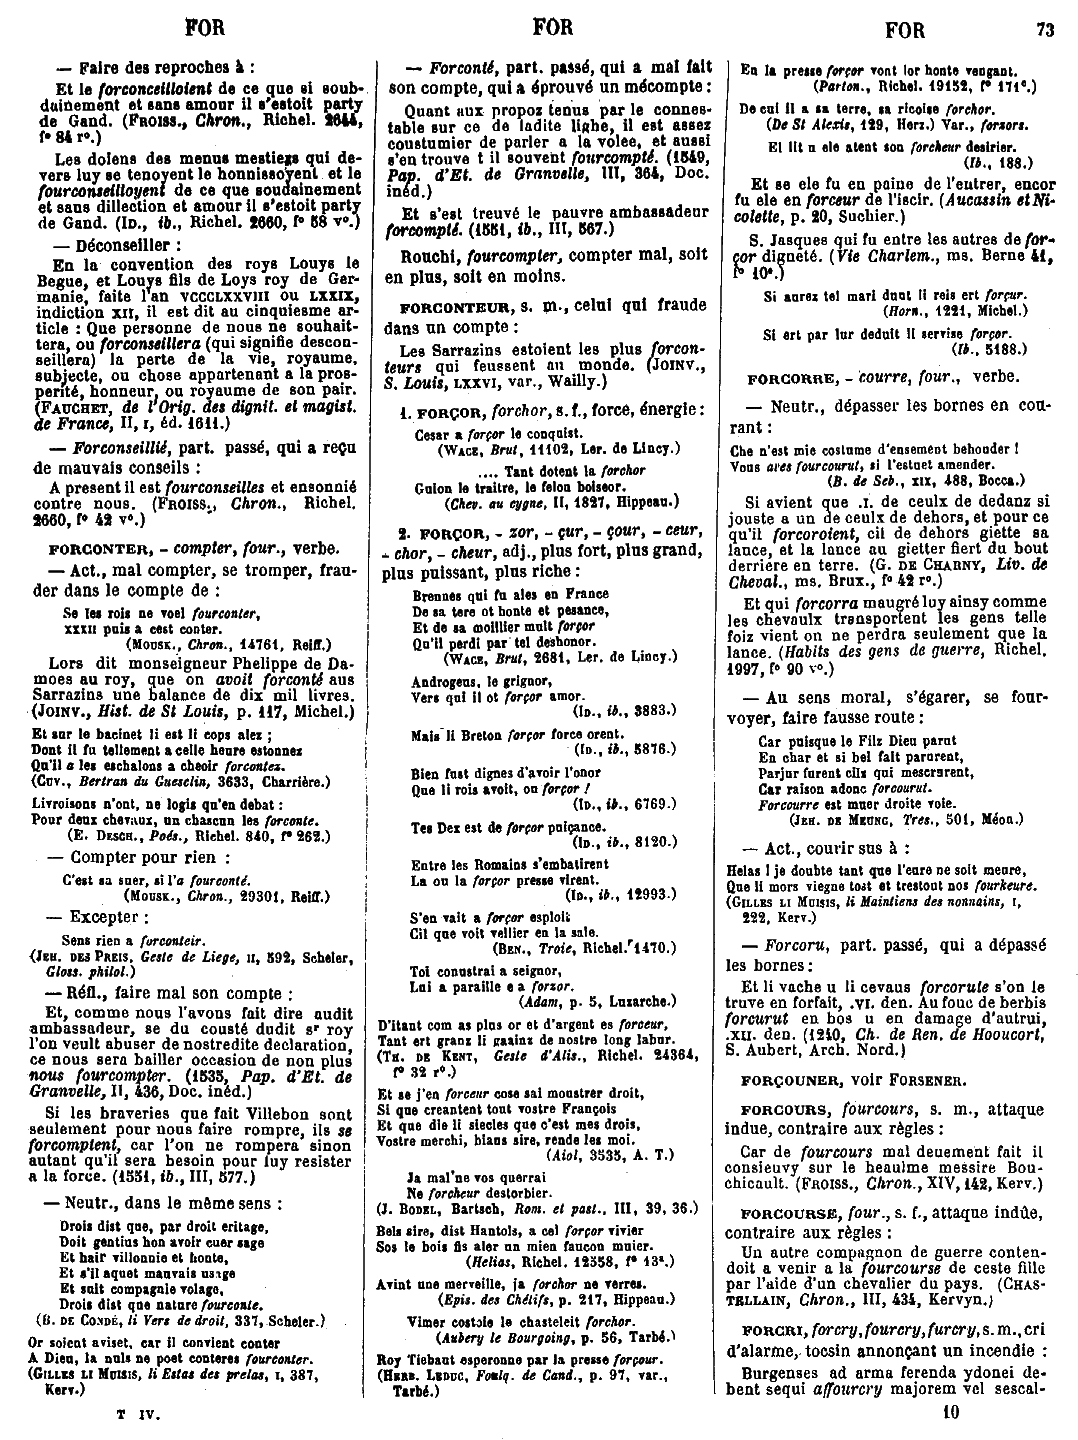 FOR
FOR
FOR
73
— Faire des reproches à :
Et le forconceilloient de ce que si soub-
dainement et sans amour il s'estoit party
de Gand. (FROISS., Chron., Richel. 2644,
f° 84 r°.)
Les dolens des menus mestiers qui de-
vers luy se tenoyent le honnissoyent et le
fourconseilloyent de ce que soudainement
et sans dillection et amour il s'estoit party
de Gand. (ID., ib., Richel. 2660, f° 58 v°.)
— Déconseiller :
En la convention des roys Louys le
Begue, et Louys fils de Loys roy de Ger-
manie, faite l'an VCCCLXXVIII OU LXXIX,
indiction XII, il est dit au cinquiesme ar-
ticle : Que personne de nous ne souhait-
tera, ou forconseillera (qui signifie descon-
seillera) la perte de la vie, royaume,
subjecte, ou chose appartenant a la pros-
perité, honneur, ou royaume de son pair.
(FAUCHET, de l'Orig. des dignit. et magist.
de France, II, I, éd. 1611.)
— Forconseillié, part. passé, qui a reçu
de mauvais conseils :
A present il est fourconseilles et ensonnié
contre nous. (FROISS., Chron., Richel.
2660, f° 42 v°.)
FORCONTER, - compter, four., verbe.
— Act., mal compter, se tromper, frau-
der dans le compte de :
Se les rois ne voel fourconter,
XXXII puis a cest conter.
(MOUSK., Chron., 14761, Reiff.)
Lors dit monseigneur Phelippe de Da-
moes au roy, que on avoit forconté aus
Sarrazins une balance de dix mil livres.
(JOINV., Hist. de St Louis, p. 117, Michel.)
Et sur le bacinet li est li cops alez ;
Dont il fu tellement a celle heure estonnez
Qu'il a les eschalons a cheoir forcontez.
(CUV., Bertran du Guesclin, 3633, Charrière.)
Livroisons n'ont, ne logis qu'en debat :
Pour deux chevaux, un chascun les forconte.
(E. DESCH., Poés., Richel. 840, f° 262.)
— Compter pour rien :
C'est sa suer, si l'a fourconté.
(MOUSK., Chron., 29301, Reiff.)
— Excepter :
Sens rien a forconteir.
(JEH. DES PREIS, Geste de Liege, II, 592, Scheler,
Gloss. philol.)
— Réfl., faire mal son compte :
Et, comme nous l'avons fait dire audit
ambassadeur, se du cousté dudit sr roy
l'on veult abuser de nostredite declaration,
ce nous sera bailler occasion de non plus
nous fourcompter. (1535, Pap. d'Et. de
Granvelle, II, 436, Doc. inéd.)
Si les braveries que fait Villebon sont
seulement pour nous faire rompre, ils se
forcomptent, car l'on ne rompera sinon
autant qu'il sera besoin pour luy resister
a la force. (1551, ib., III, 577.)
— Neutr., dans le même sens :
Drois dist que, par droit eritage,
Doit gentius hon avoir cuer sage
Et hair villonnie et honte,
Et s'il aquet mauvais usage
Et suit compagnie volage,
Drois dist que nature fourconte.
(B. DE CONDÉ, li Vers de droit, 337, Scheler.)
Or soient aviset, car il convient conter
A Dieu, la nuls ne poet conteres fourconter.
(GILLES LI MUISIS, li Estas des prelas, I, 387,
Kerv.)
T IV.
— Forconté, part. passé, qui a mal fait
son compte, qui a éprouvé un mécompte :
Quant aux propoz tenus par le connes-
table sur ce de ladite lighe, il est assez
coustumier de parler a la volee, et aussi
s'en trouve t il souvent fourcompté. (1549,
Pap. d'Et. de Granvelle, III, 364, Doc.
inéd.)
Et s'est treuvé le pauvre ambassadeur
forcompté. (1551, ib., III, 567.)
Rouchi, fourcompter, compter mal, soit
en plus, soit en moins.
FORCONTEUR, s. m., celui qui fraude
dans un compte :
Les Sarrazins estoient les plus forcon-
teurs qui feussent au monde. (JOINV.,
S. Louis, LXXVI, var., Wailly.)
1. FORÇOR, forchor, s. f., force, énergie :
Cesar a forçor le conquist.
(WACE, Brut, 11102, Ler. de Lincy.)
.... Tant dotent la forchor
Gulon le traitre, le felon boiseor.
(Chev. au cygne, II, 1827, Hippeau.)
2. FORÇOR, - zor, - çur, - çour, - ceur,
- chor, - cheur, adj., plus fort, plus grand,
plus puissant, plus riche :
Brennes qui fu ales en France
De sa tere ot honte et pesance,
Et de sa moillier mult forçor
Qu'il perdi par tel deshonor.
(WACE, Brut, 2681, Ler. de Lincy.)
Androgeus, le grignor,
Vers qui il ot forçor amor.
(ID., ib., 3883.)
Mais li Breton forçor force orent.
(ID., ib., 5876.)
Bien fust dignes d'avoir l'onor
Que li rois avoit, ou forçor !
(ID., ib., 6769.)
Tes Dex est de forçor puiçance.
(ID., ib., 8120.)
Entre les Romains s'embatirent
La ou la forçor presse virent.
(ID., ib., 12993.)
S'en vait a forçor esploit
Cil que voit veillier en la sale.
(BEN., Troie, Richel. 1470.)
Toi conustrai a seignor,
Lui a paraille e a forzor.
(Adam, p. 5, Luzarche.)
D'itant com as plus or et d'argent es forceur,
Tant ert granz li gaainz de nostre long labur.
(TH. DE KENT, Geste d'Alis., Richel. 24364,
f° 32 r°.)
Et se j'en forceur cose sai moustrer droit,
Si que creantent tout vostre François
Et que die li siecles que c'est mes drois,
Vostre merchi, biaus sire, rende les moi.
(Aiol, 3535, A. T.)
Ja mal'ne vos querrai
Ne forcheur destorbier.
(J. BODEL, Bartsch, Rom. et past., III, 39, 36.)
Bels sire, dist Hantols, a cel forçor vivier
Sos le bois fis aler un mien faucon muier.
(Helias, Richel. 12558, f° 13ª.)
Avint une merveille, ja forchor ne verres.
(Epis. des Chétifs, p. 217, Hippeau.)
Vimer costoie le chasteleit forchor.
(Aubery le Bourgoing, p. 56, Tarbé.)
Roy Tiebaut esperonne par la presse forçour.
(HERB. LEDUC, Foulq. de Cand., p. 97, var.,
Tarbé.)
En la presse forçor vont lor honte vengant.
(Parton., Richel. 19152, f° 171ᵉ.)
De cui il a sa terre, sa ricoise forchor.
(De St Alexis, 129, Herz.) Var., forzors.
El lit n ele atent son forcheur desirier.
(Ib., 188.)
Et se ele fu en paine de l'entrer, encor
fu ele en forceur de l'iscir. (Aucassin et Ni-
colette, p. 20, Suchier.)
S. Jasques qui fu entre les autres de for-
çor digneté. (Vie Charlem., ms. Berne 41,
f° 10ª.)
Si aurez tel mari dunt li reis ert forçur.
(Horn., 1221, Michel.)
Si ert par lur deduit li servise forçor.
(Ib., 5188.)
FORCORRE, - courre, four., verbe.
— Neutr., dépasser les bornes en cou-
rant :
Che n'est mie costume d'ensement behouder !
Vous aves fourcourut, si l'estuet amender.
(B. de Seb., XIX, 488, Bocca.)
Si avient que .I. de ceulx de dedanz si
jouste a un de ceulx de dehors, et pour ce
qu'il forcoroient, cil de dehors giette sa
lance, et la lance au gietter fiert du bout
derriere en terre. (G. DE CHARNY, Liv. de
Cheval., ms. Brux., f° 42 r°.)
Et qui forcorra maugré luy ainsy comme
les chevaulx transportent les gens telle
foiz vient on ne perdra seulement que la
lance. (Habits des gens de guerre, Richel.
1997, f° 90 v°.)
— Au sens moral, s'égarer, se four-
voyer, faire fausse route :
Car puisque le Filz Dieu parut
En char et si bel fait parurent,
Parjur furent cils qui mescrurent,
Car raison adonc forcourut.
Forcourre est muer droite voie.
(JEH. DE MEUNG, Tres., 501, Méon.)
— Act., courir sus à :
Helas ! je doubte tant que l'eure ne soit meure,
Que li mors viegne tost et trestout nos fourkeure.
(GILLES LI MUISIS, li Maintiens des nonnains, I,
222, Kerv.)
— Forcoru, part. passé, qui a dépassé
les bornes :
Et li vache u li cevaus forcorute s'on le
truve en forfait, .VI. den. Au fouc de berbis
forcurut en bos u en damage d'autrui,
.XII. den. (1240, Ch. de Ren. de Hooucort,
S. Aubert, Arch. Nord.)
FORÇOUNER, voir FORSENER.
FORCOURS, fourcours, s. m., attaque
indue, contraire aux règles :
Car de fourcours mal deuement fait il
consieuvy sur le heaulme messire Bou-
chicault. (FROISS., Chron., XIV, 142, Kerv.)
FORCOURSE, four., s. f., attaque indûe,
contraire aux règles :
Un autre compagnon de guerre conten-
doit a venir a la fourcourse de ceste fille
par l'aide d'un chevalier du pays. (CHAS-
TELLAIN, Chron., III, 434, Kervyn.)
FORCRI, forcry, fourcry, furcry, s. m., cri
d'alarme, tocsin annonçant un incendie :
Burgenses ad arma ferenda ydonei de-
bent sequi affourcry majorem vel sescal-
10